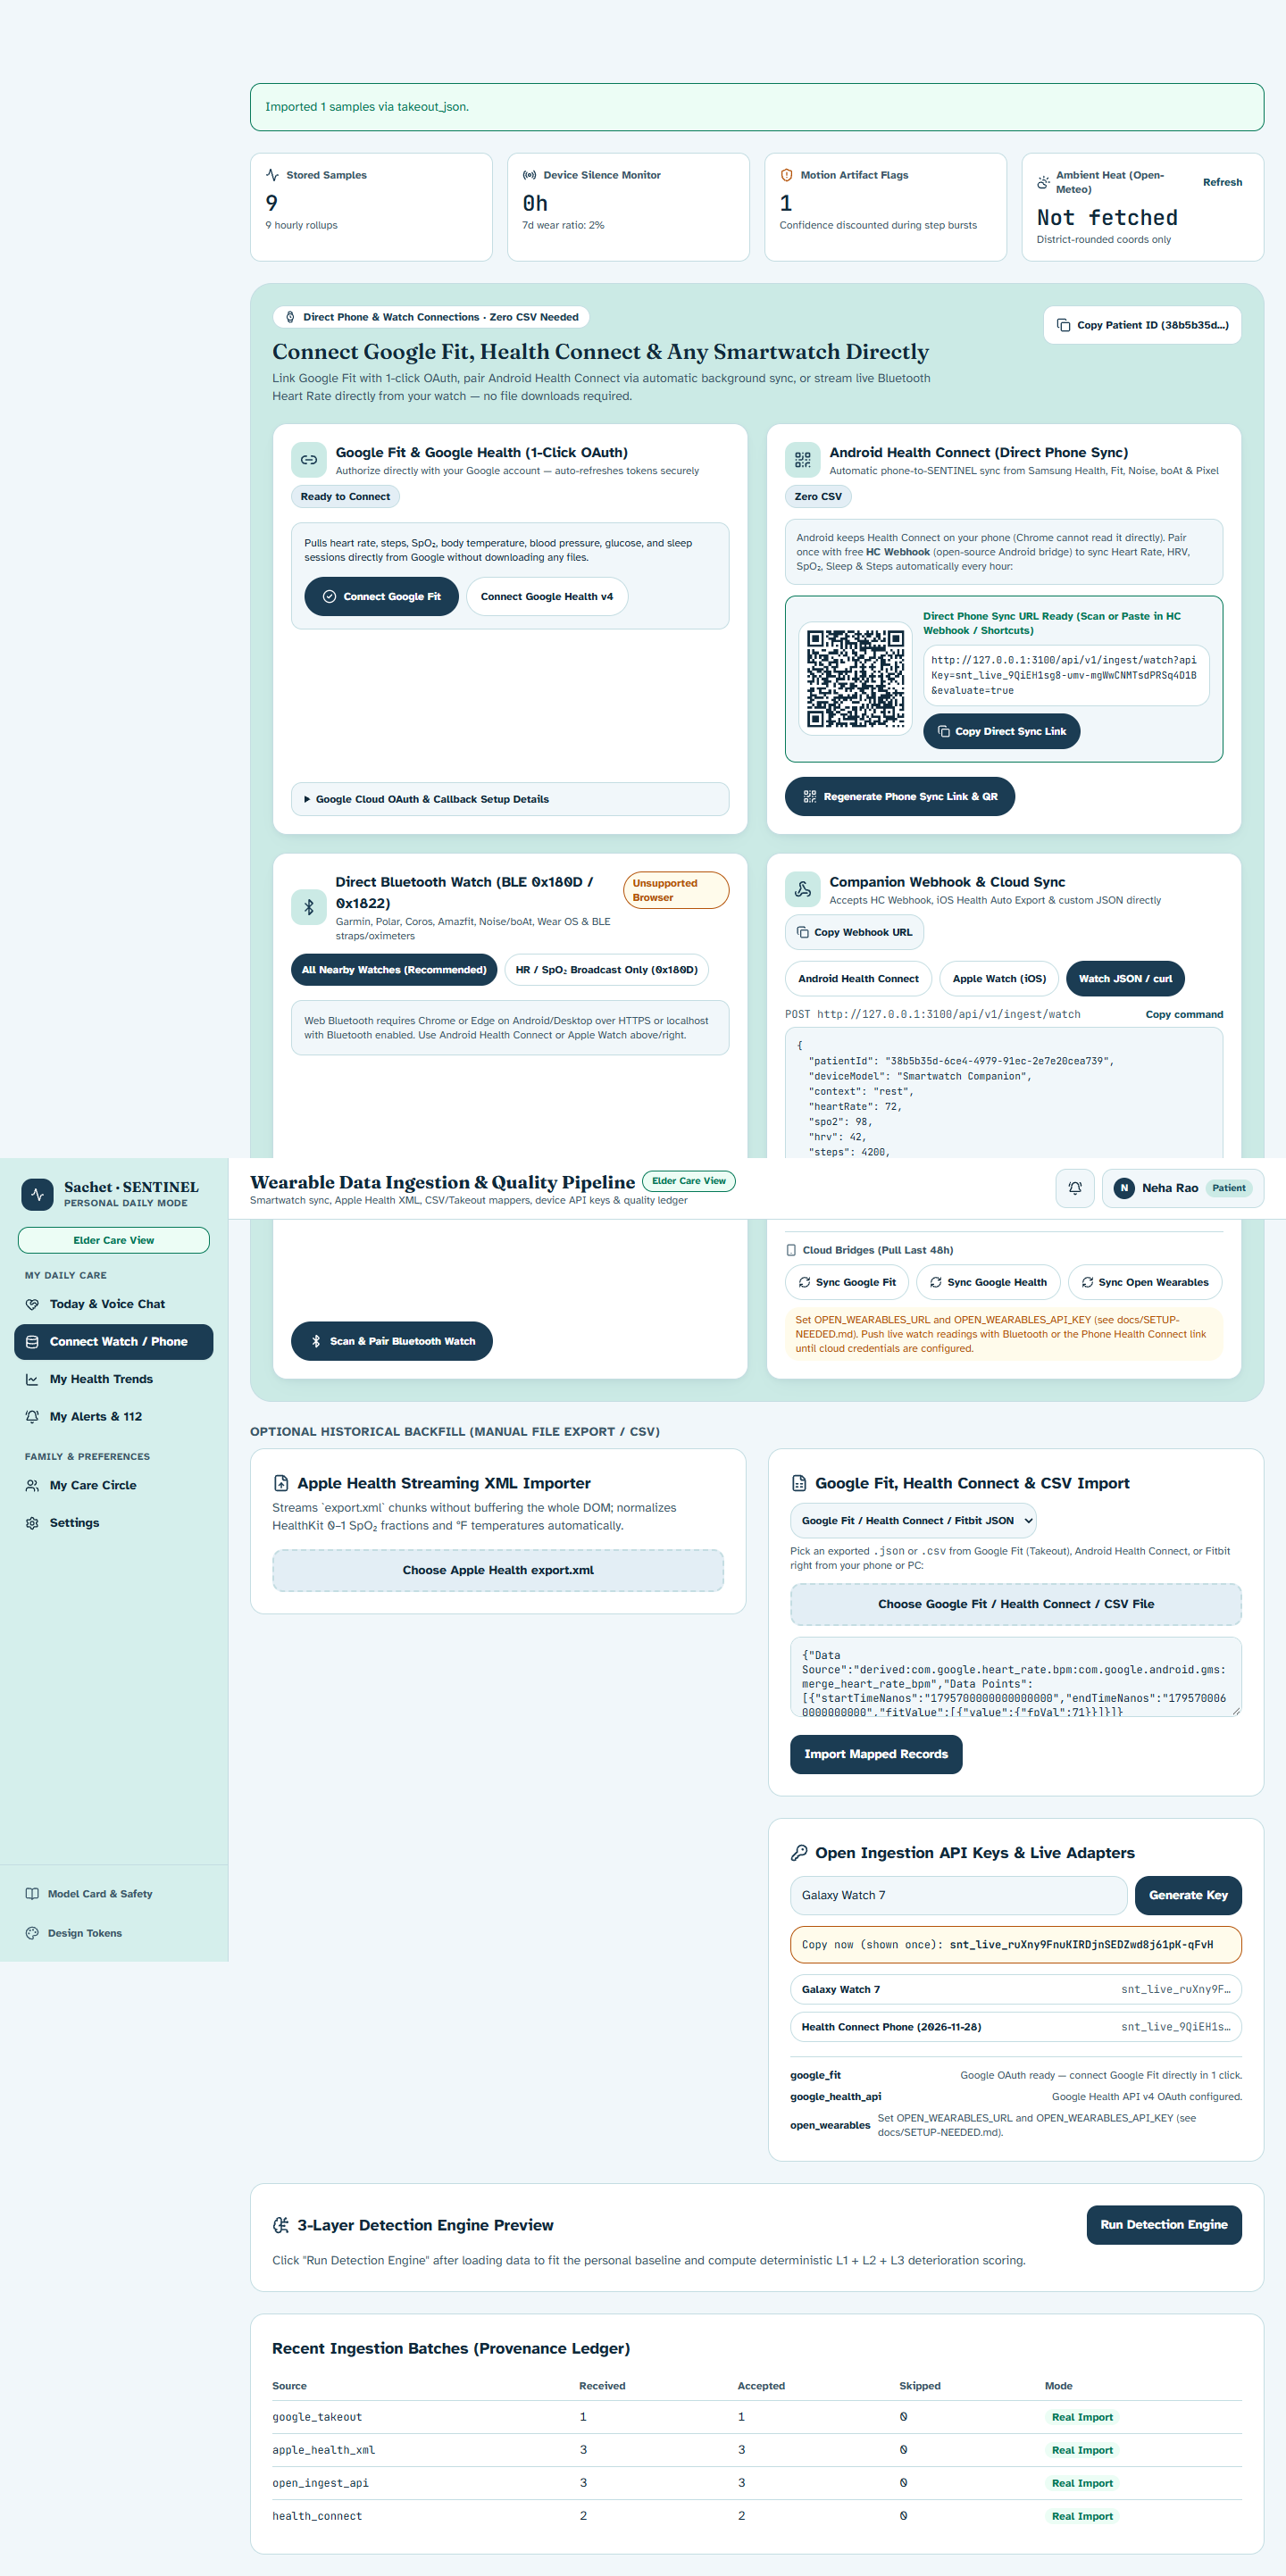 Imported 1 samples via takeout_json.
Stored Samples
9
9 hourly rollups
Device Silence Monitor
0h
7d wear ratio: 2%
Motion Artifact Flags
1
Confidence discounted during step bursts
Ambient Heat (Open-
Meteo)
Refresh
Not fetched
District-rounded coords only
Direct Phone & Watch Connections · Zero CSV Needed
Copy Patient ID (38b5b35d...)
Connect Google Fit, Health Connect & Any Smartwatch Directly
Link Google Fit with 1-click OAuth, pair Android Health Connect via automatic background sync, or stream live Bluetooth
Heart Rate directly from your watch — no file downloads required.
Google Fit & Google Health (1-Click OAuth)
Authorize directly with your Google account — auto-refreshes tokens securely
Ready to Connect
Pulls heart rate, steps, SpO₂, body temperature, blood pressure, glucose, and sleep
sessions directly from Google without downloading any files.
Connect Google Fit
Connect Google Health v4
Google Cloud OAuth & Callback Setup Details
Android Health Connect (Direct Phone Sync)
Automatic phone-to-SENTINEL sync from Samsung Health, Fit, Noise, boAt & Pixel
Zero CSV
Android keeps Health Connect on your phone (Chrome cannot read it directly). Pair
once with free HC Webhook (open-source Android bridge) to sync Heart Rate, HRV,
SpO₂, Sleep & Steps automatically every hour:
Direct Phone Sync URL Ready (Scan or Paste in HC
Webhook / Shortcuts)
http://127.0.0.1:3100/api/v1/ingest/watch?api
Key=snt_live_9QiEH1sg8-umv-mgWwCNMTsdPRSq4D1B
&evaluate=true
Copy Direct Sync Link
Regenerate Phone Sync Link & QR
Direct Bluetooth Watch (BLE 0x180D /
0x1822)
Unsupported
Browser
Garmin, Polar, Coros, Amazfit, Noise/boAt, Wear OS & BLE
straps/oximeters
All Nearby Watches (Recommended)
HR / SpO₂ Broadcast Only (0x180D)
Web Bluetooth requires Chrome or Edge on Android/Desktop over HTTPS or localhost
with Bluetooth enabled. Use Android Health Connect or Apple Watch above/right.
Scan & Pair Bluetooth Watch
Companion Webhook & Cloud Sync
Accepts HC Webhook, iOS Health Auto Export & custom JSON directly
Copy Webhook URL
Android Health Connect
Apple Watch (iOS)
Watch JSON / curl
POST http://127.0.0.1:3100/api/v1/ingest/watch
Copy command
{
"patientId": "38b5b35d-6ce4-4979-91ec-2e7e20cea739",
"deviceModel": "Smartwatch Companion",
"context": "rest",
"heartRate": 72,
"spo2": 98,
"hrv": 42,
"steps": 4200,
Sachet · SENTINEL
PERSONAL DAILY MODE
Elder Care View
MY DAILY CARE
Today & Voice Chat
Connect Watch / Phone
My Health Trends
My Alerts & 112
FAMILY & PREFERENCES
My Care Circle
Settings
Model Card & Safety
Design Tokens
Wearable Data Ingestion & Quality Pipeline
Elder Care View
Smartwatch sync, Apple Health XML, CSV/Takeout mappers, device API keys & quality ledger
N
Neha Rao
Patient
Cloud Bridges (Pull Last 48h)
Sync Google Fit
Sync Google Health
Sync Open Wearables
Set OPEN_WEARABLES_URL and OPEN_WEARABLES_API_KEY (see docs/SETUP-
NEEDED.md). Push live watch readings with Bluetooth or the Phone Health Connect link
until cloud credentials are configured.
OPTIONAL HISTORICAL BACKFILL (MANUAL FILE EXPORT / CSV)
Apple Health Streaming XML Importer
Streams `export.xml` chunks without buffering the whole DOM; normalizes
HealthKit 0–1 SpO₂ fractions and °F temperatures automatically.
Choose Apple Health export.xml
Google Fit, Health Connect & CSV Import
Google Fit / Health Connect / Fitbit JSON
Pick an exported .json or .csv from Google Fit (Takeout), Android Health Connect, or Fitbit
right from your phone or PC:
Choose Google Fit / Health Connect / CSV File
{"Data
Source":"derived:com.google.heart_rate.bpm:com.google.android.gms:
merge_heart_rate_bpm","Data Points":
[{"startTimeNanos":"1795700000000000000","endTimeNanos":"179570006
0000000000","fitValue":[{"value":{"fpVal":71}}]}]}
Import Mapped Records
Open Ingestion API Keys & Live Adapters
Galaxy Watch 7
Generate Key
Copy now (shown once): snt_live_ruXny9FnuKIRDjnSEDZwd8j61pK-qFvH
Galaxy Watch 7
snt_live_ruXny9F…
Health Connect Phone (2026-11-28)
snt_live_9QiEH1s…
google_fit
Google OAuth ready — connect Google Fit directly in 1 click.
google_health_api
Google Health API v4 OAuth configured.
open_wearables
Set OPEN_WEARABLES_URL and OPEN_WEARABLES_API_KEY (see
docs/SETUP-NEEDED.md).
3-Layer Detection Engine Preview
Run Detection Engine
Click "Run Detection Engine" after loading data to fit the personal baseline and compute deterministic L1 + L2 + L3 deterioration scoring.
Recent Ingestion Batches (Provenance Ledger)
Source Received Accepted Skipped Mode
google_takeout 1 1 0 Real Import
apple_health_xml 3 3 0 Real Import
open_ingest_api 3 3 0 Real Import
health_connect 2 2 0 Real Import